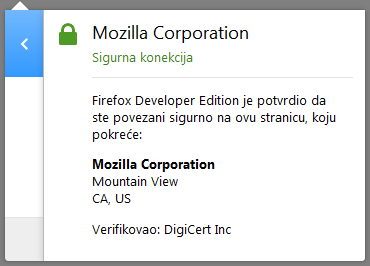 Mozilla Corporation
Sigurna konekcija
Firefox Developer Edition je potvrdio da
ste povezani sigurno na ovu stranicu, koju
pokreće:
Mozilla Corporation
Mountain View
CA, US
Verifikovao: DigiCert Inc